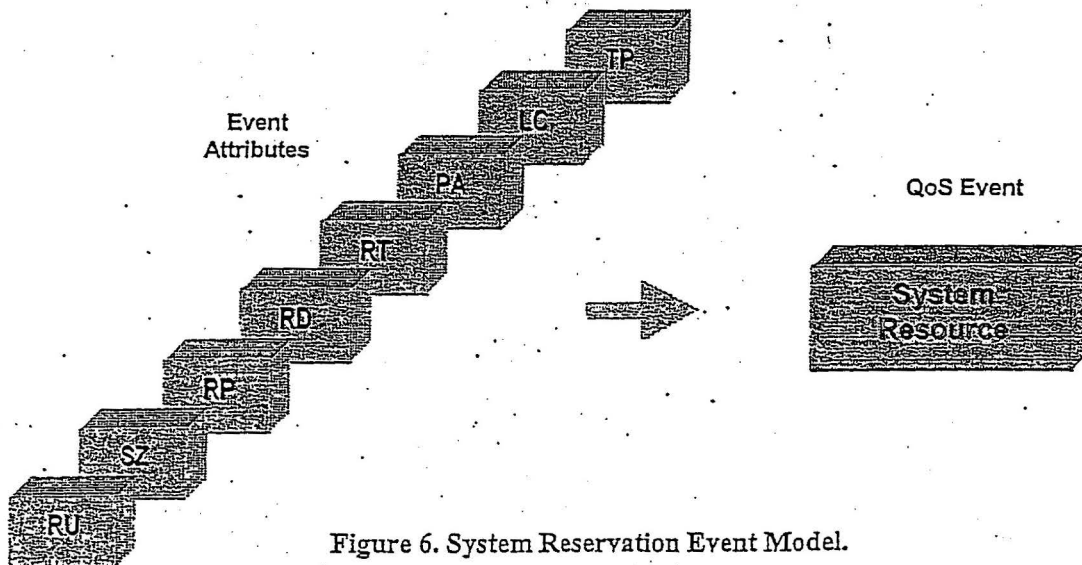 TP
LC
Event
Attributes
PA
QoS Event
RT
System
Resource
RD
RP
SZ
RU
Figure 6. System Reservation Event Model.